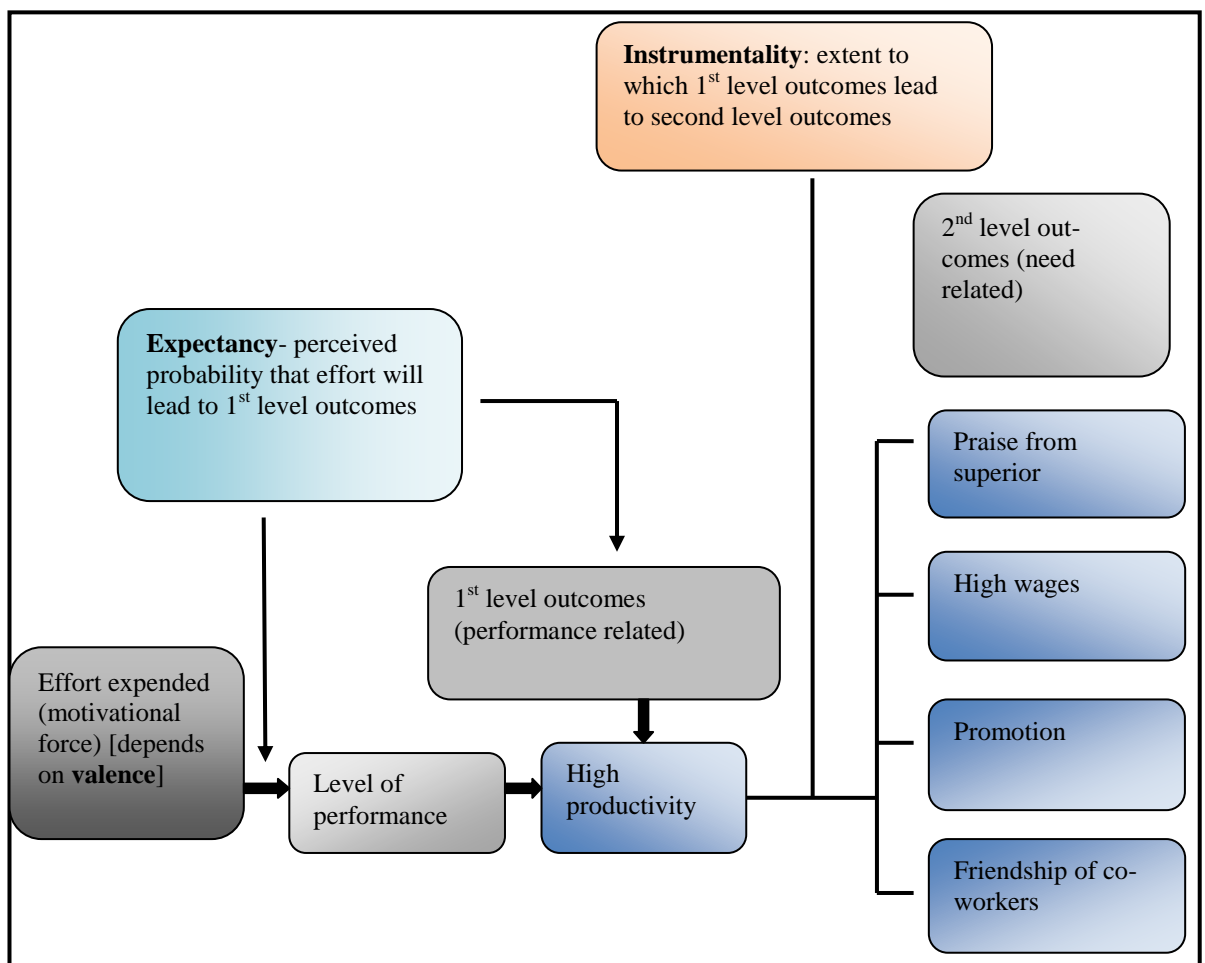 Instrumentality: extent to
which 1st level outcomes lead
to second level outcomes
2nd level out-
comes (need
related)
Expectancy- perceived
probability that effort will
lead to 1st level outcomes
Praise from
superior
High wages
1st level outcomes
(performance related)
Effort expended
(motivational
force) [depends
on valence]
Level of
performance
High
productivity
Promotion
Friendship of co-
workers